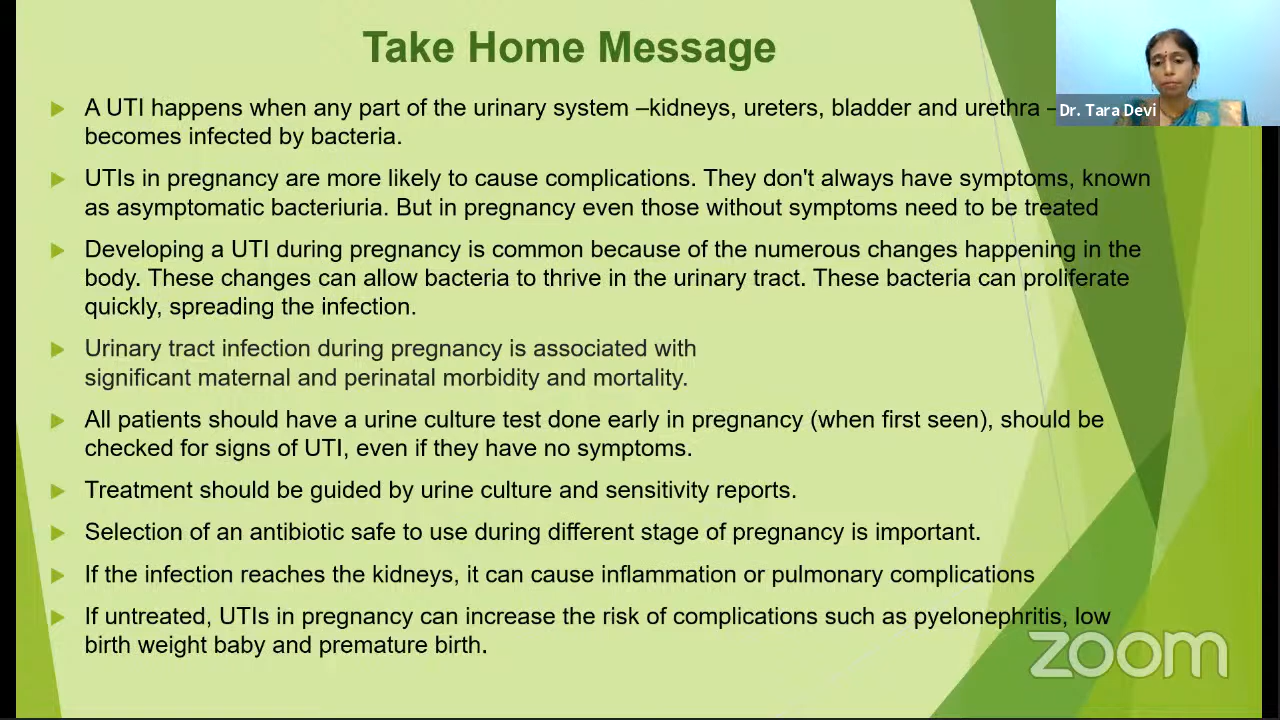 Take Home Message
A UTI happens when any part of the urinary system –kidneys, ureters, bladder and urethra –
becomes infected by bacteria.
UTIs in pregnancy are more likely to cause complications. They don't always have symptoms, known
as asymptomatic bacteriuria. But in pregnancy even those without symptoms need to be treated
Developing a UTI during pregnancy is common because of the numerous changes happening in the
body. These changes can allow bacteria to thrive in the urinary tract. These bacteria can proliferate
quickly, spreading the infection.
Urinary tract infection during pregnancy is associated with
significant maternal and perinatal morbidity and mortality.
All patients should have a urine culture test done early in pregnancy (when first seen), should be
checked for signs of UTI, even if they have no symptoms.
Treatment should be guided by urine culture and sensitivity reports.
Selection of an antibiotic safe to use during different stage of pregnancy is important.
If the infection reaches the kidneys, it can cause inflammation or pulmonary complications
If untreated, UTIs in pregnancy can increase the risk of complications such as pyelonephritis, low
birth weight baby and premature birth.
Dr. Tara Devi
zoom